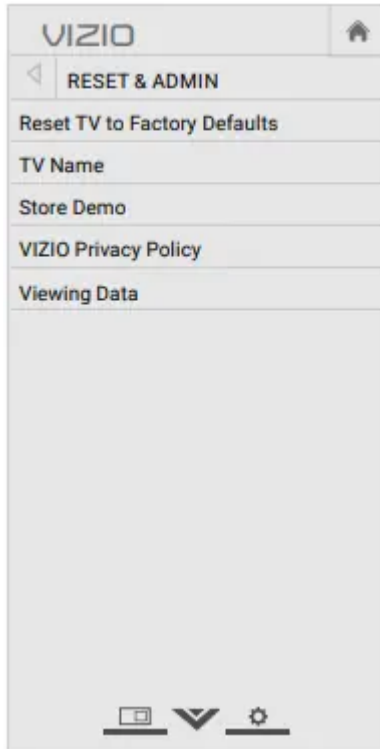 VIZIO
RESET & ADMIN
Reset TV to Factory Defaults
TV Name
Store Demo
VIZIO Privacy Policy
Viewing Data